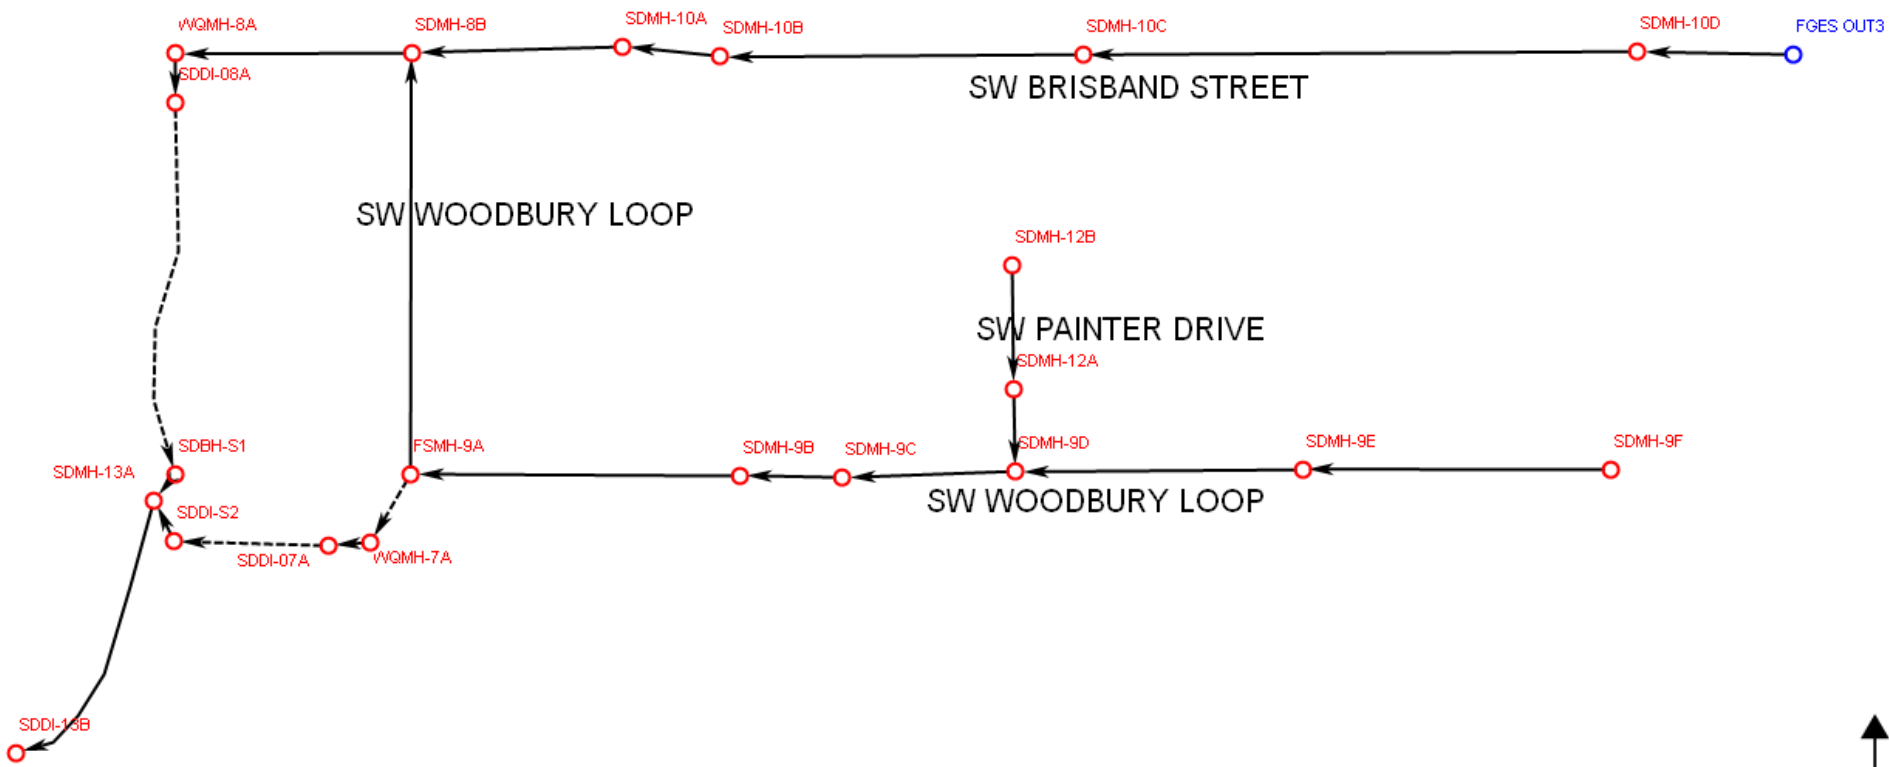 WQMH-8A
SDMH-8B
SDMH-10A
SDMH-10B
SDMH-10C
SDMH-10D
FGES OUT3
SDDI-08A
SW BRISBAND STREET
SW WOODBURY LOOP
SDMH-12B
SW PAINTER DRIVE
SDMH-12A
SDBH-S1
FSMH-9A
SDMH-9B
SDMH-9C
SDMH-9D
SDMH-9E
SDMH-9F
SDMH-13A
SW WOODBURY LOOP
SDDI-S2
SDDI-07A
WQMH-7A
SDDI-13B